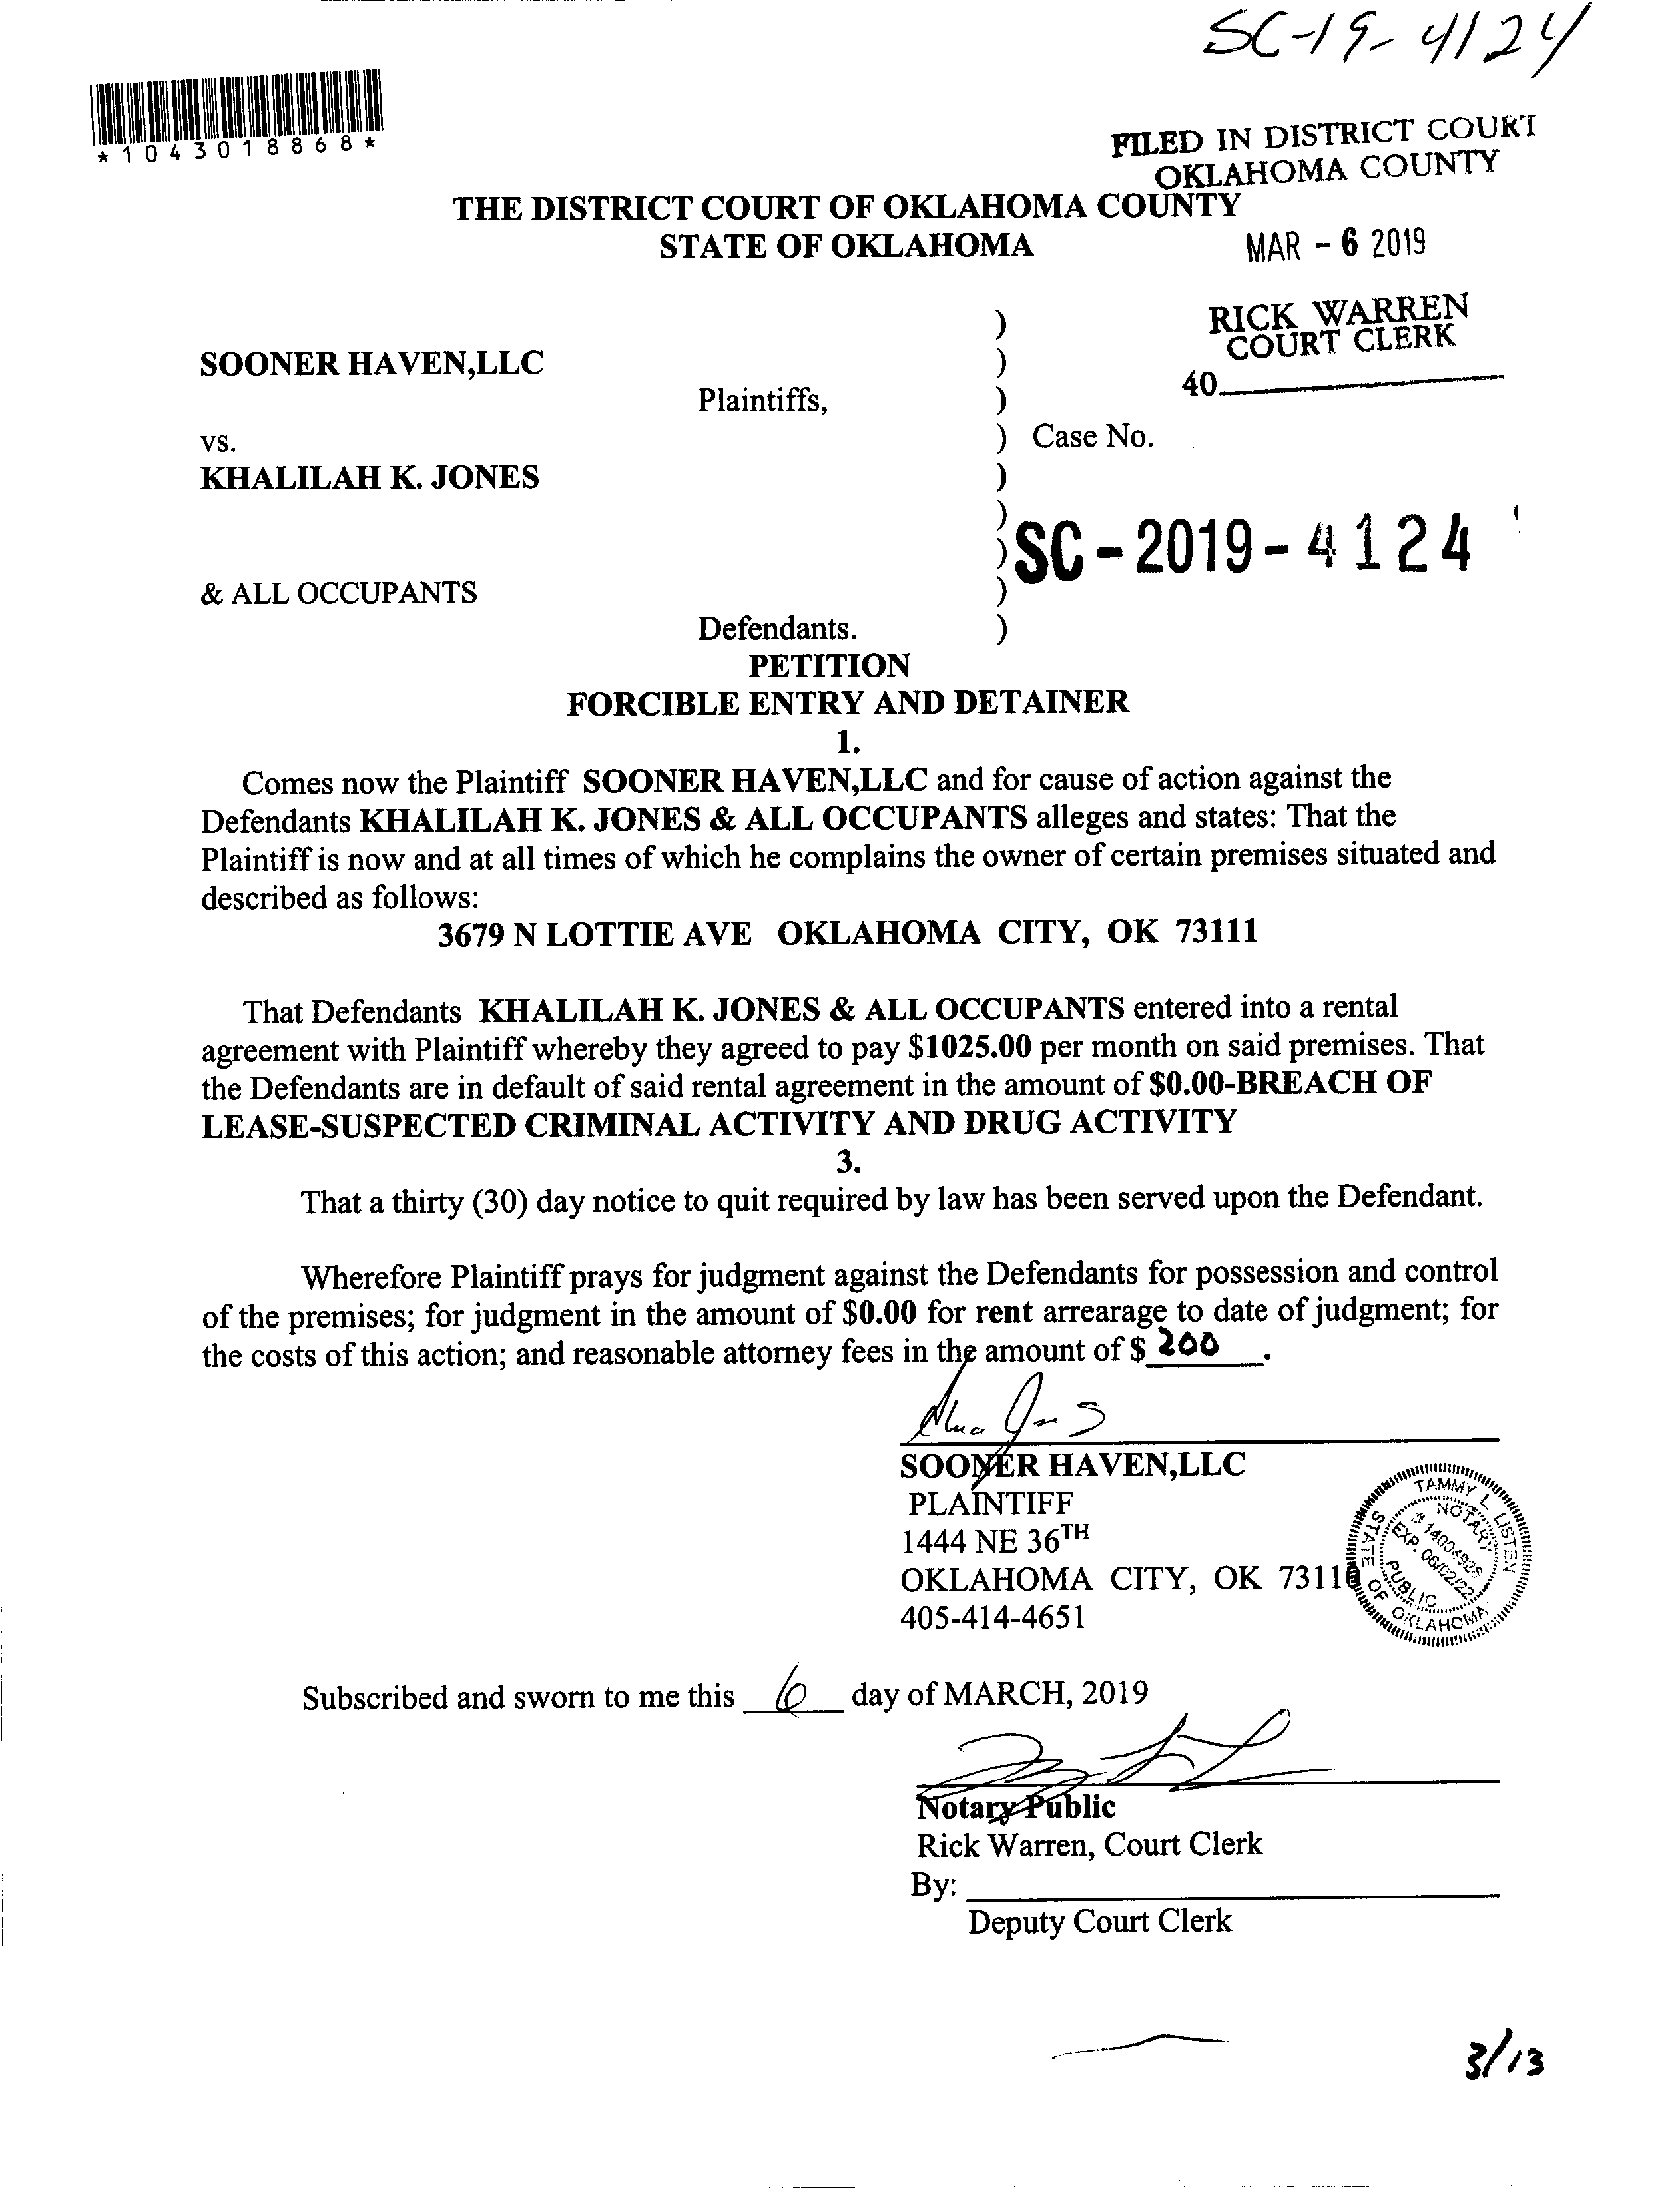 SC-19-4124
*1043018868*
FILED IN DISTRICT COURT
OKLAHOMA COUNTY
THE DISTRICT COURT OF OKLAHOMA COUNTY
STATE OF OKLAHOMA
MAR - 6 2019
RICK WARREN
COURT CLERK
40
)
)
SOONER HAVEN,LLC
Plaintiffs, )
vs. ) Case No.
KHALILAH K. JONES )
)
) SC - 2019 - 4124
& ALL OCCUPANTS )
Defendants. )
PETITION
FORCIBLE ENTRY AND DETAINER
1.
Comes now the Plaintiff SOONER HAVEN,LLC and for cause of action against the
Defendants KHALILAH K. JONES & ALL OCCUPANTS alleges and states: That the
Plaintiff is now and at all times of which he complains the owner of certain premises situated and
described as follows:
3679 N LOTTIE AVE OKLAHOMA CITY, OK 73111
That Defendants KHALILAH K. JONES & ALL OCCUPANTS entered into a rental
agreement with Plaintiff whereby they agreed to pay $1025.00 per month on said premises. That
the Defendants are in default of said rental agreement in the amount of $0.00-BREACH OF
LEASE-SUSPECTED CRIMINAL ACTIVITY AND DRUG ACTIVITY
3.
That a thirty (30) day notice to quit required by law has been served upon the Defendant.
Wherefore Plaintiff prays for judgment against the Defendants for possession and control
of the premises; for judgment in the amount of $0.00 for rent arrearage to date of judgment; for
the costs of this action; and reasonable attorney fees in the amount of $ 200 .
SOONER HAVEN,LLC
PLAINTIFF
1444 NE 36TH
OKLAHOMA CITY, OK 7311
405-414-4651
TAMMY L LISTEN
NOTARY PUBLIC
EXP. 06/02/22
STATE OF OKLAHOMA
Subscribed and sworn to me this 6 day of MARCH, 2019
Notary Public
Rick Warren, Court Clerk
By:
Deputy Court Clerk
3/13